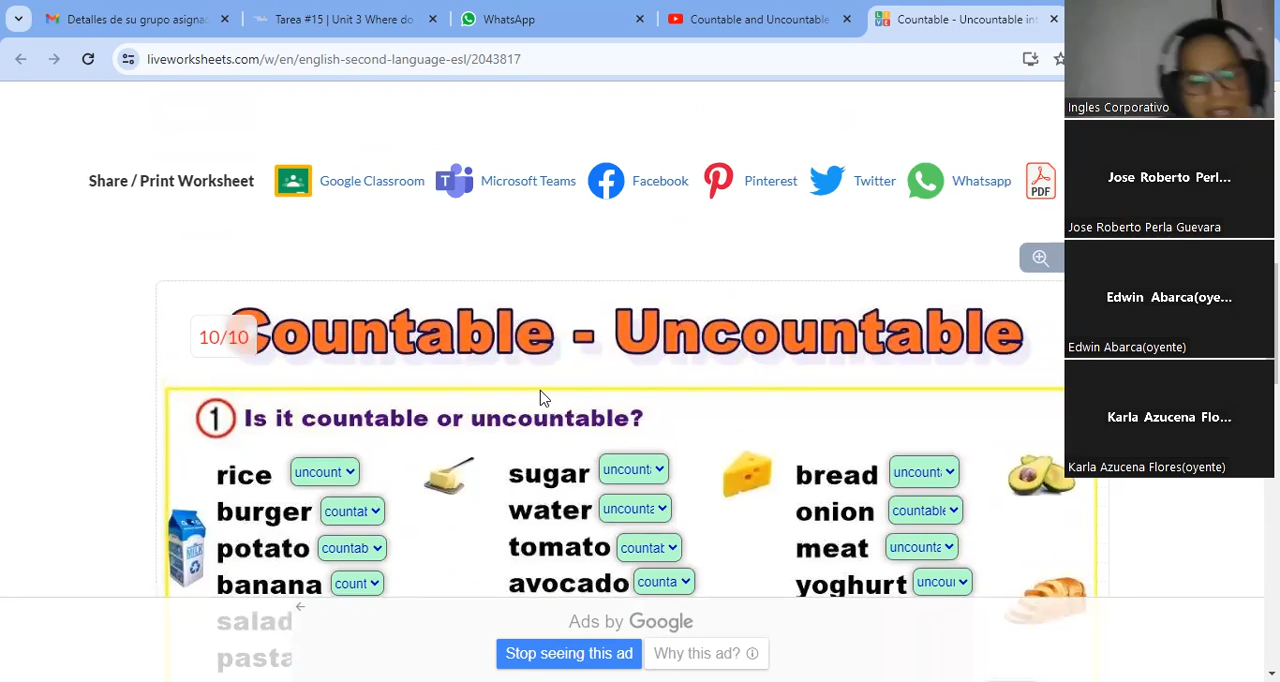 Detalles de su grupo asigna
Tarea #15 | Unit 3 Where do
WhatsApp
Countable and Uncountable
Countable - Uncountable int
liveworksheets.com/w/en/english-second-language-esl/2043817
Ingles Corporativo
Jose Roberto Perl...
Jose Roberto Perla Guevara
Edwin Abarca(oye...
Edwin Abarca(oyente)
Karla Azucena Flo...
Karla Azucena Flores(oyente)
Share / Print Worksheet
Google Classroom
Microsoft Teams
Facebook
Pinterest
Twitter
Whatsapp
PDF
10/10
Countable - Uncountable
1 Is it countable or uncountable?
rice uncount
sugar uncount
bread uncount
burger countab
water uncounta
onion countable
potato countab
tomato countab
meat uncounta
banana count
avocado counta
yoghurt uncour
MILK
salad
pasta
Ads by Google
Stop seeing this ad
Why this ad?